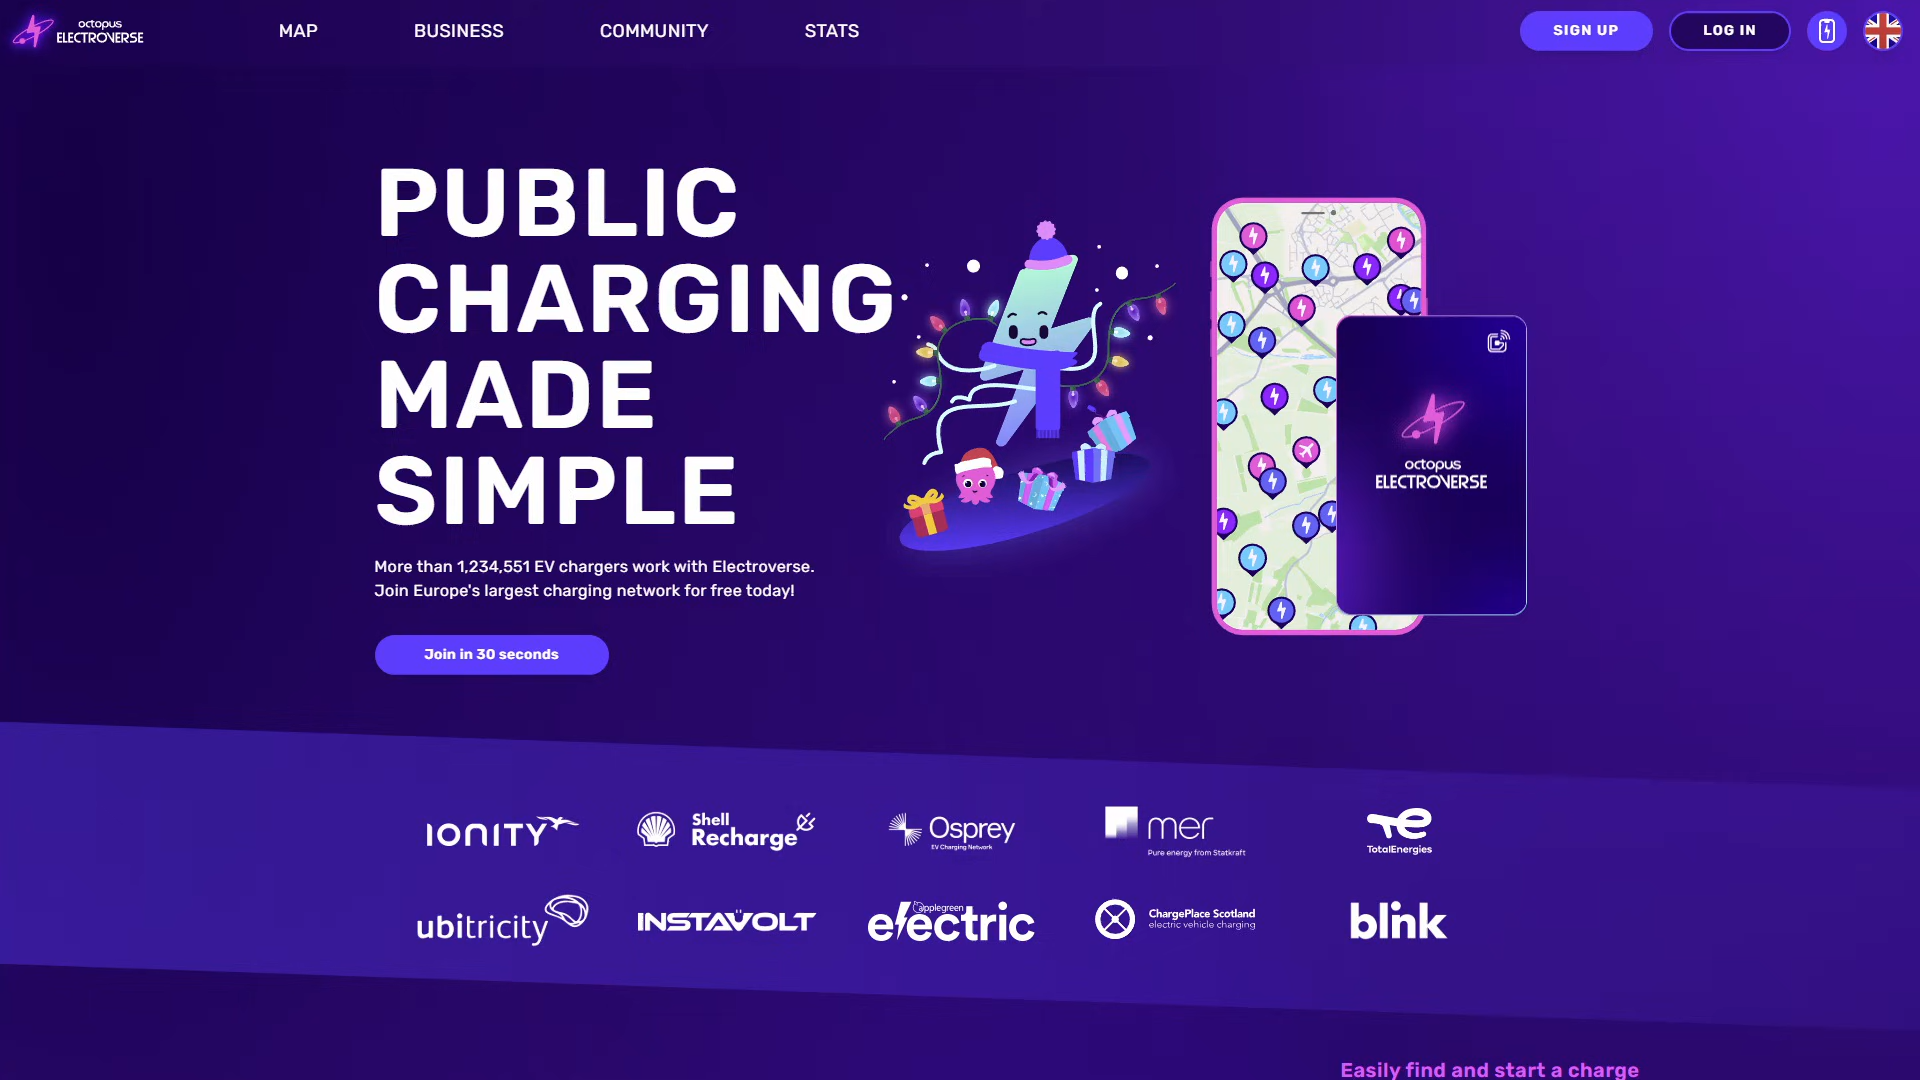 octopus
ELECTROVERSE
MAP
BUSINESS
COMMUNITY
STATS
SIGN UP
LOG IN
PUBLIC
CHARGING
MADE
SIMPLE
More than 1,234,551 EV chargers work with Electroverse.
Join Europe's largest charging network for free today!
Join in 30 seconds
octopus
ELECTROVERSE
IONITY
Shell
Recharge
Osprey
EV Charging Network
mer
Pure energy from Statkraft
TotalEnergies
ubitricity
INSTAVOLT
applegreen
electric
ChargePlace Scotland
electric vehicle charging
blink
Easily find and start a charge